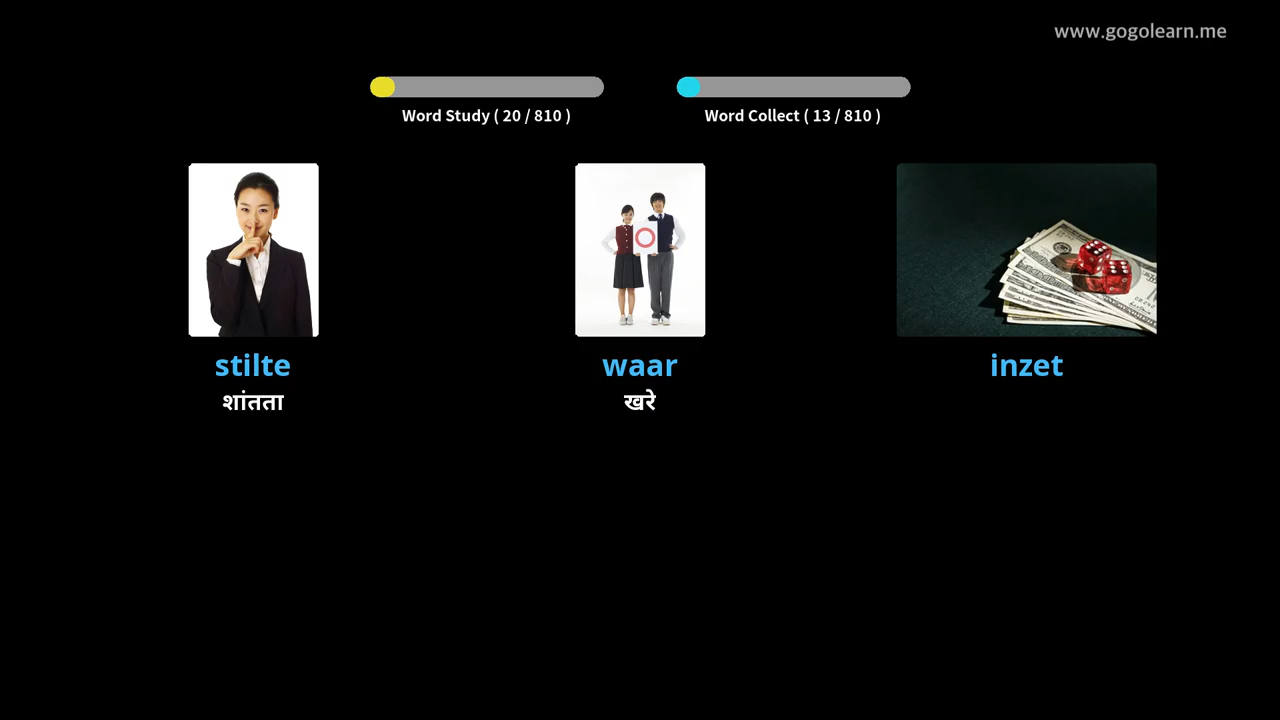 www.gogolearn.me
Word Study ( 20 / 810 )
Word Collect ( 13 / 810 )
stilte
waar
inzet
शांतता
खरे